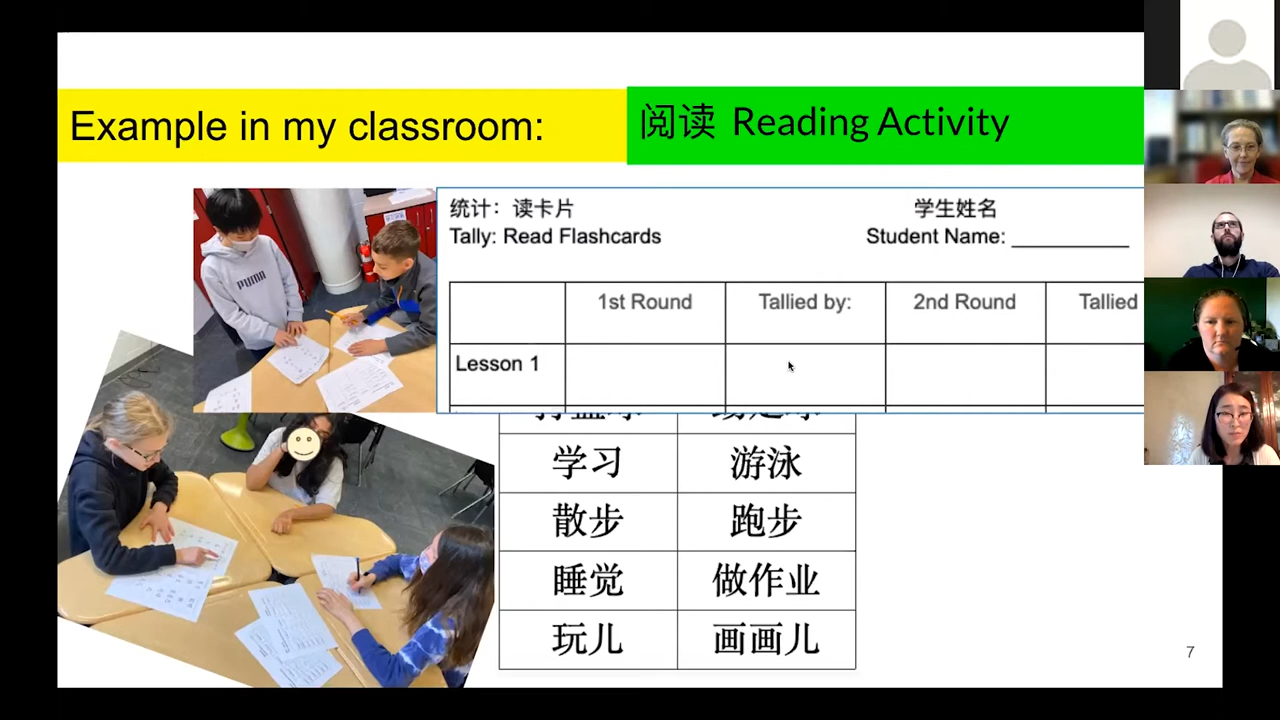 Example in my classroom:
阅读 Reading Activity
统计：读卡片
学生姓名
Tally: Read Flashcards
Student Name: ___________
1st Round
Tallied by:
2nd Round
Tallied
Lesson 1
学习
游泳
散步
跑步
睡觉
做作业
玩儿
画画儿
PUMA
7